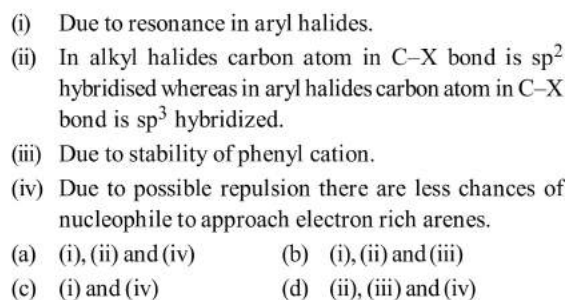 (i) Due to resonance in aryl halides.
(ii) In alkyl halides carbon atom in C–X bond is sp²
hybridised whereas in aryl halides carbon atom in C–X
bond is sp³ hybridized.
(iii) Due to stability of phenyl cation.
(iv) Due to possible repulsion there are less chances of
nucleophile to approach electron rich arenes.
(a) (i), (ii) and (iv) (b) (i), (ii) and (iii)
(c) (i) and (iv) (d) (ii), (iii) and (iv)